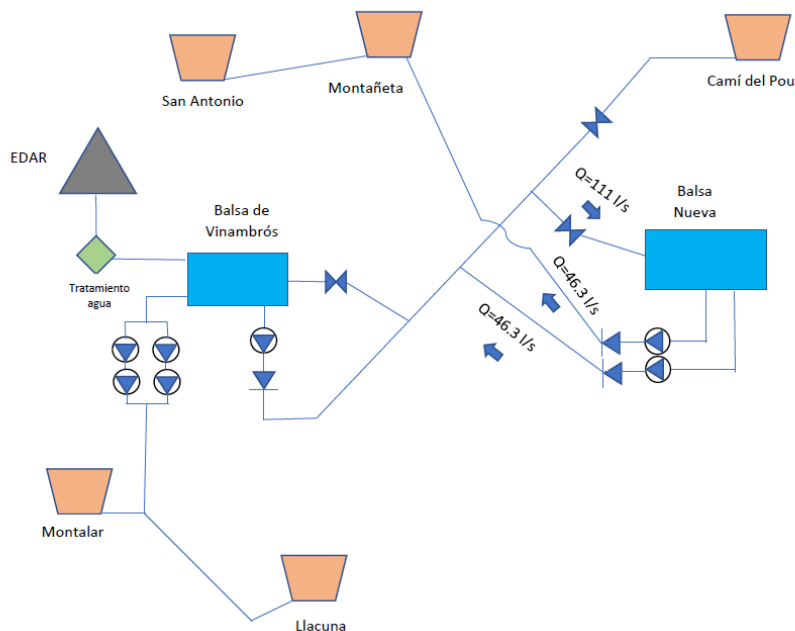 San Antonio
Montañeta
Camí del Pou
EDAR
Q=111 l/s
Balsa
Nueva
Balsa de
Vinambrós
Tratamiento
agua
Q=46.3 l/s
Q=46.3 l/s
Montalar
Llacuna